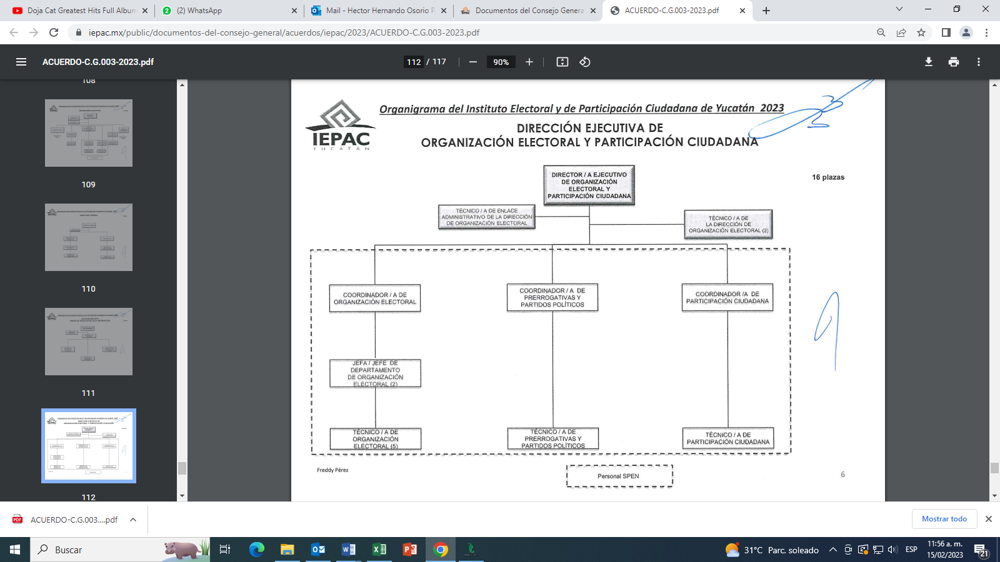 Doja Cat Greatest Hits Full Album
(2) WhatsApp
Mail - Hector Hernando Osorio P
Documentos del Consejo Genera
ACUERDO-C.G.003-2023.pdf
iepac.mx/public/documentos-del-consejo-general/acuerdos/iepac/2023/ACUERDO-C.G.003-2023.pdf
ACUERDO-C.G.003-2023.pdf
112 / 117
90%
108
109
110
111
112
IEPAC
YUCATÁN
Organigrama del Instituto Electoral y de Participación Ciudadana de Yucatán 2023
DIRECCIÓN EJECUTIVA DE
ORGANIZACIÓN ELECTORAL Y PARTICIPACIÓN CIUDADANA
16 plazas
DIRECTOR / A EJECUTIVO
DE ORGANIZACIÓN
ELECTORAL Y
PARTICIPACIÓN CIUDADANA
TÉCNICO / A DE ENLACE
ADMINISTRATIVO DE LA DIRECCIÓN
DE ORGANIZACIÓN ELECTORAL
TÉCNICO / A DE
LA DIRECCIÓN DE
ORGANIZACIÓN ELECTORAL (2)
COORDINADOR / A DE
ORGANIZACIÓN ELECTORAL
COORDINADOR / A DE
PRERROGATIVAS Y
PARTIDOS POLÍTICOS
COORDINADOR /A DE
PARTICIPACIÓN CIUDADANA
JEFA / JEFE DE
DEPARTAMENTO
DE ORGANIZACIÓN
ELECTORAL (2)
TÉCNICO / A DE
ORGANIZACIÓN
ELECTORAL (5)
TÉCNICO / A DE
PRERROGATIVAS Y
PARTIDOS POLÍTICOS
TÉCNICO / A DE
PARTICIPACIÓN CIUDADANA
Freddy Pérez
Personal SPEN
6
ACUERDO-C.G.003....pdf
Mostrar todo
Buscar
31°C Parc. soleado
ESP
11:56 a. m.
15/02/2023
21